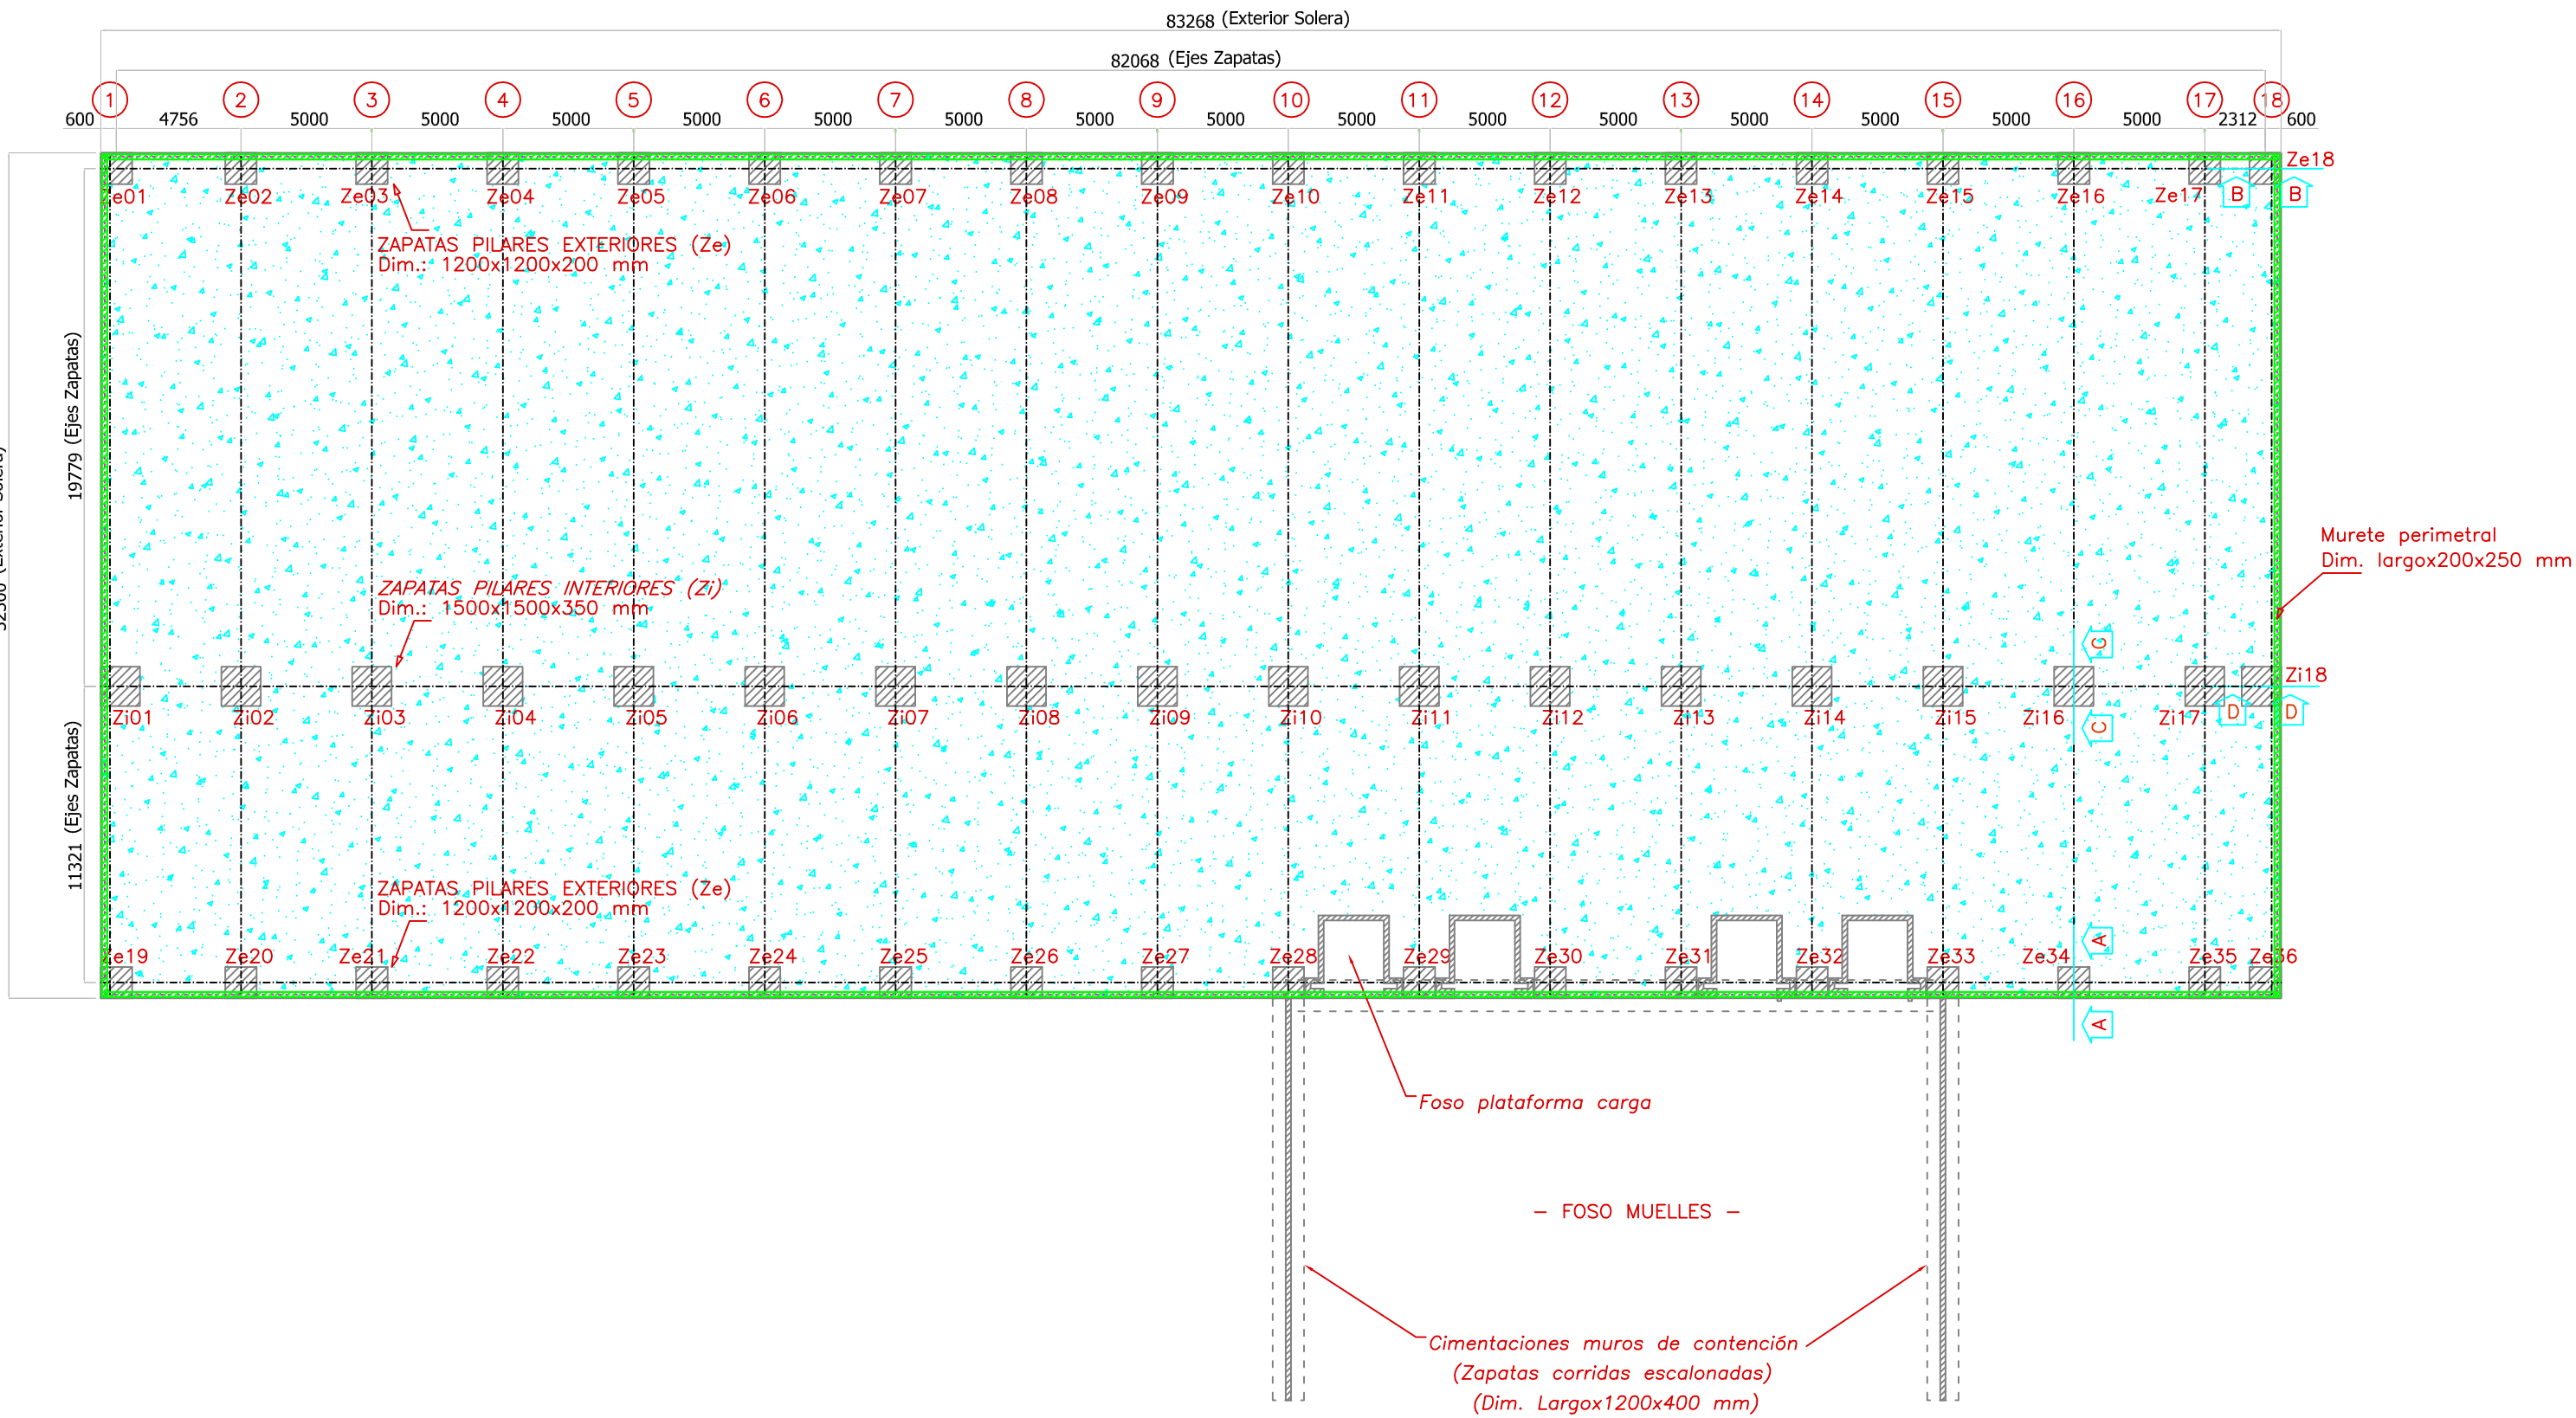 83268 (Exterior Solera)
82068 (Ejes Zapatas)
1 2 3 4 5 6 7 8 9 10 11 12 13 14 15 16 17 18
600 4756 5000 5000 5000 5000 5000 5000 5000 5000 5000 5000 5000 5000 5000 5000 5000 2312 600
Ze18
Ze01 Ze02 Ze03 Ze04 Ze05 Ze06 Ze07 Ze08 Ze09 Ze10 Ze11 Ze12 Ze13 Ze14 Ze15 Ze16 Ze17 B B
ZAPATAS PILARES EXTERIORES (Ze)
Dim.: 1200x1200x200 mm
19779 (Ejes Zapatas)
Murete perimetral
Dim. largox200x250 mm
ZAPATAS PILARES INTERIORES (Zi)
Dim.: 1500x1500x350 mm
C
Zi18
Zi01 Zi02 Zi03 Zi04 Zi05 Zi06 Zi07 Zi08 Zi09 Zi10 Zi11 Zi12 Zi13 Zi14 Zi15 Zi16 C Zi17 D D
11321 (Ejes Zapatas)
ZAPATAS PILARES EXTERIORES (Ze)
Dim.: 1200x1200x200 mm
A
Ze19 Ze20 Ze21 Ze22 Ze23 Ze24 Ze25 Ze26 Ze27 Ze28 Ze29 Ze30 Ze31 Ze32 Ze33 Ze34 Ze35 Ze36
A
Foso plataforma carga
— FOSO MUELLES —
Cimentaciones muros de contención
(Zapatas corridas escalonadas)
(Dim. Largox1200x400 mm)